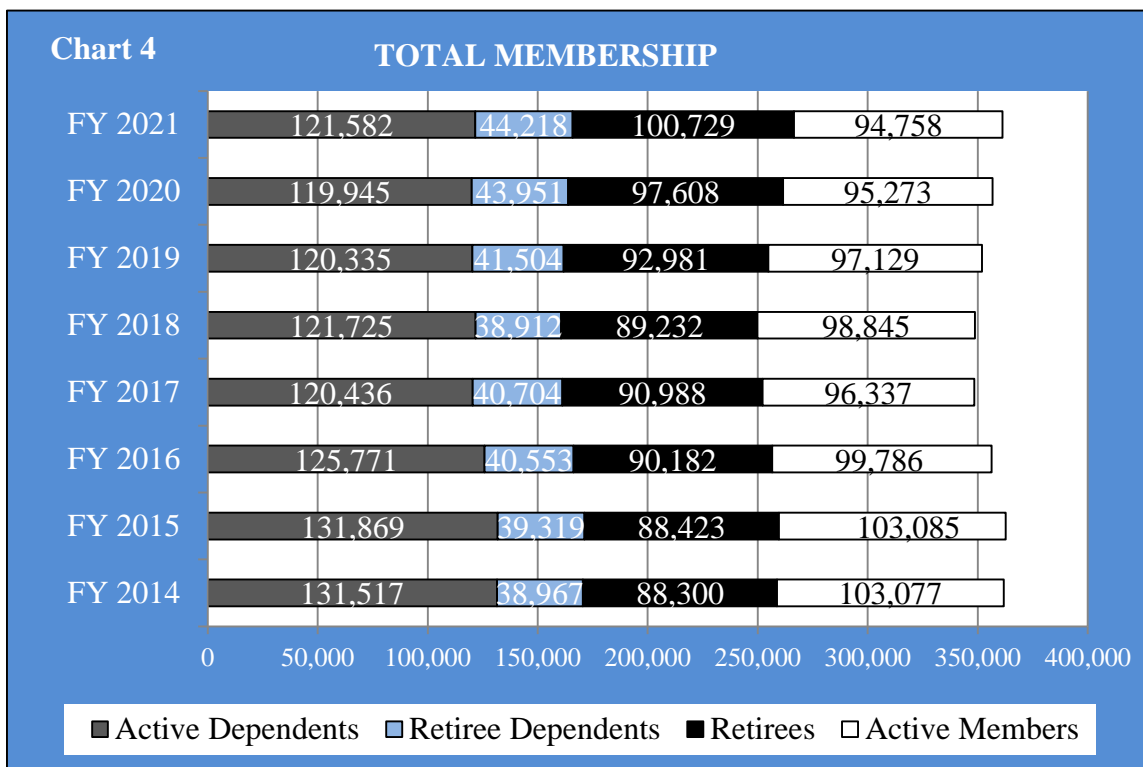 Chart 4
TOTAL MEMBERSHIP
FY 2021 121,582 44,218 100,729 94,758
FY 2020 119,945 43,951 97,608 95,273
FY 2019 120,335 41,504 92,981 97,129
FY 2018 121,725 38,912 89,232 98,845
FY 2017 120,436 40,704 90,988 96,337
FY 2016 125,771 40,553 90,182 99,786
FY 2015 131,869 39,319 88,423 103,085
FY 2014 131,517 38,967 88,300 103,077
0 50,000 100,000 150,000 200,000 250,000 300,000 350,000 400,000
Active Dependents Retiree Dependents Retirees Active Members